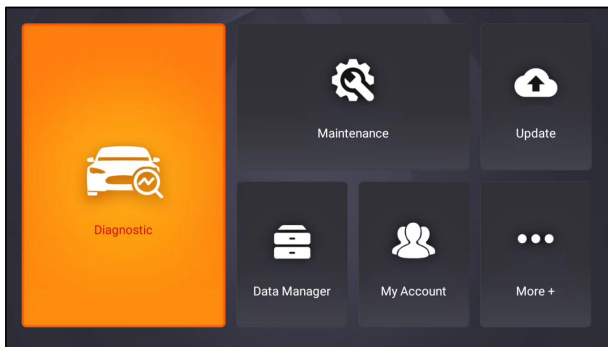 Diagnostic
Maintenance
Update
Data Manager
My Account
More +